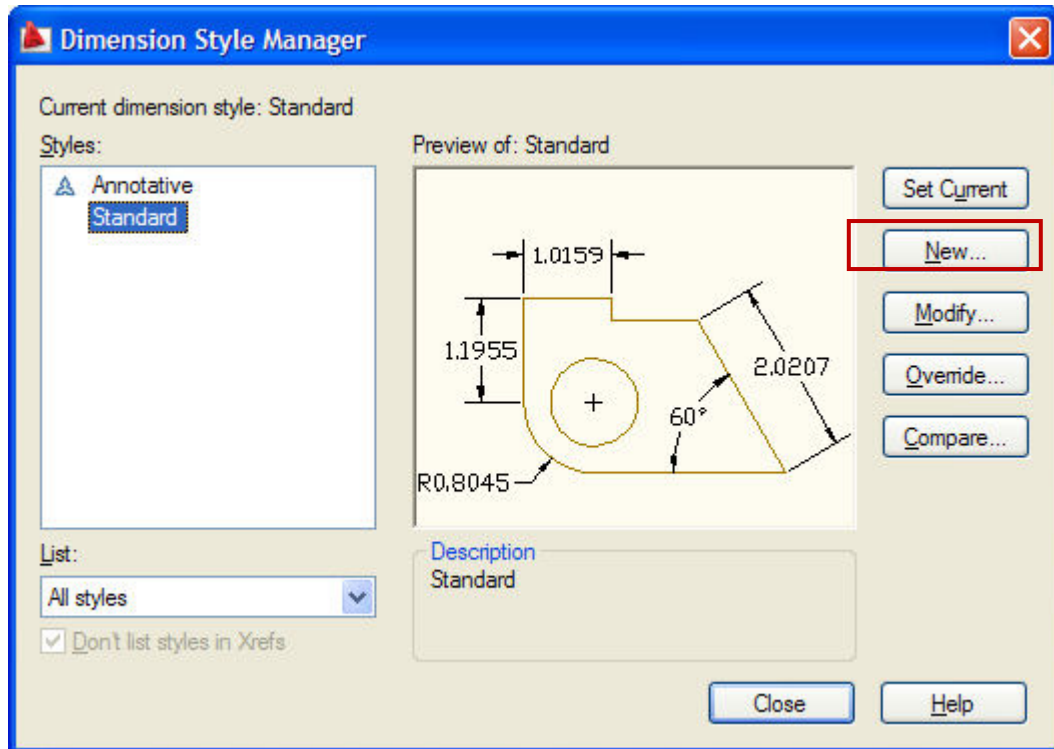 Dimension Style Manager
Current dimension style: Standard
Styles:
Annotative
Standard
Preview of: Standard
1.0159
1.1955
2.0207
60°
R0.8045
Set Current
New...
Modify...
Override...
Compare...
List:
All styles
Don't list styles in Xrefs
Description
Standard
Close
Help